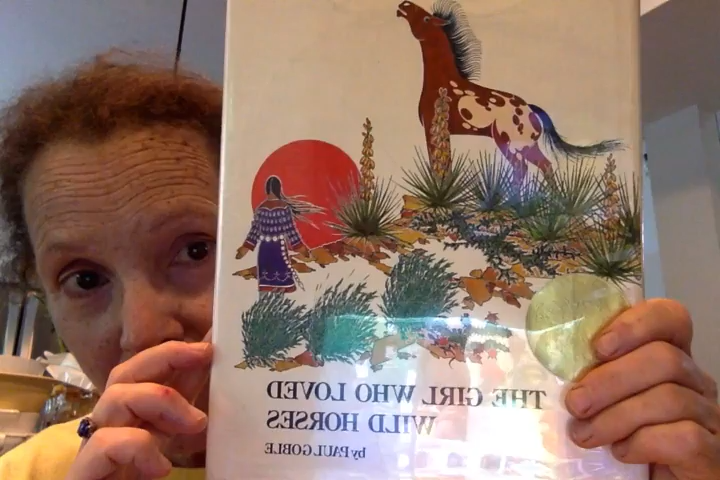 THE GIRL WHO LOVED
WILD HORSES
by PAUL GOBLE